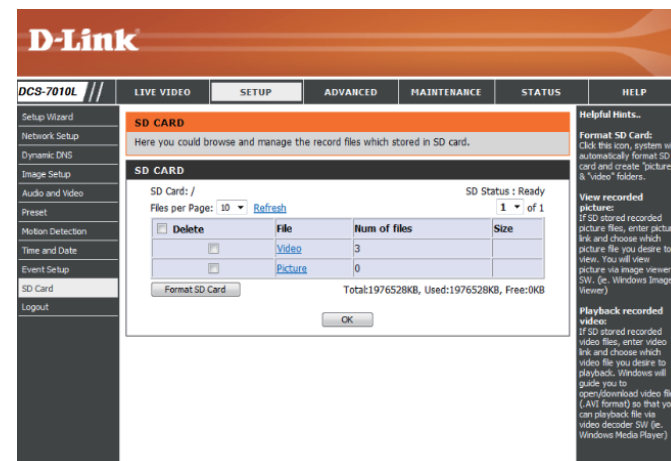 D-Link
DCS-7010L
LIVE VIDEO
SETUP
ADVANCED
MAINTENANCE
STATUS
HELP
Setup Wizard
Network Setup
Dynamic DNS
Image Setup
Audio and Video
Preset
Motion Detection
Time and Date
Event Setup
SD Card
Logout
SD CARD
Here you could browse and manage the record files which stored in SD card.
SD CARD
SD Card: /
SD Status : Ready
Files per Page: 10 Refresh
1 of 1
Delete File Num of files Size
Video 3
Picture 0
Format SD Card
Total:1976528KB, Used:1976528KB, Free:0KB
OK
Helpful Hints..
Format SD Card:
Click this icon, system wi
automatically format SD
card and create "picture
& "video" folders.
View recorded
picture:
If SD stored recorded
picture files, enter pictur
link and choose which
picture file you desire to
view. You will view
picture via image viewer
SW. (ie. Windows Image
Viewer)
Playback recorded
video:
If SD stored recorded
video files, enter video
link and choose which
video file you desire to
playback. Windows will
guide you to
open/download video fil
(.AVI format) so that yo
can playback file via
video decoder SW (ie.
Windows Media Player)